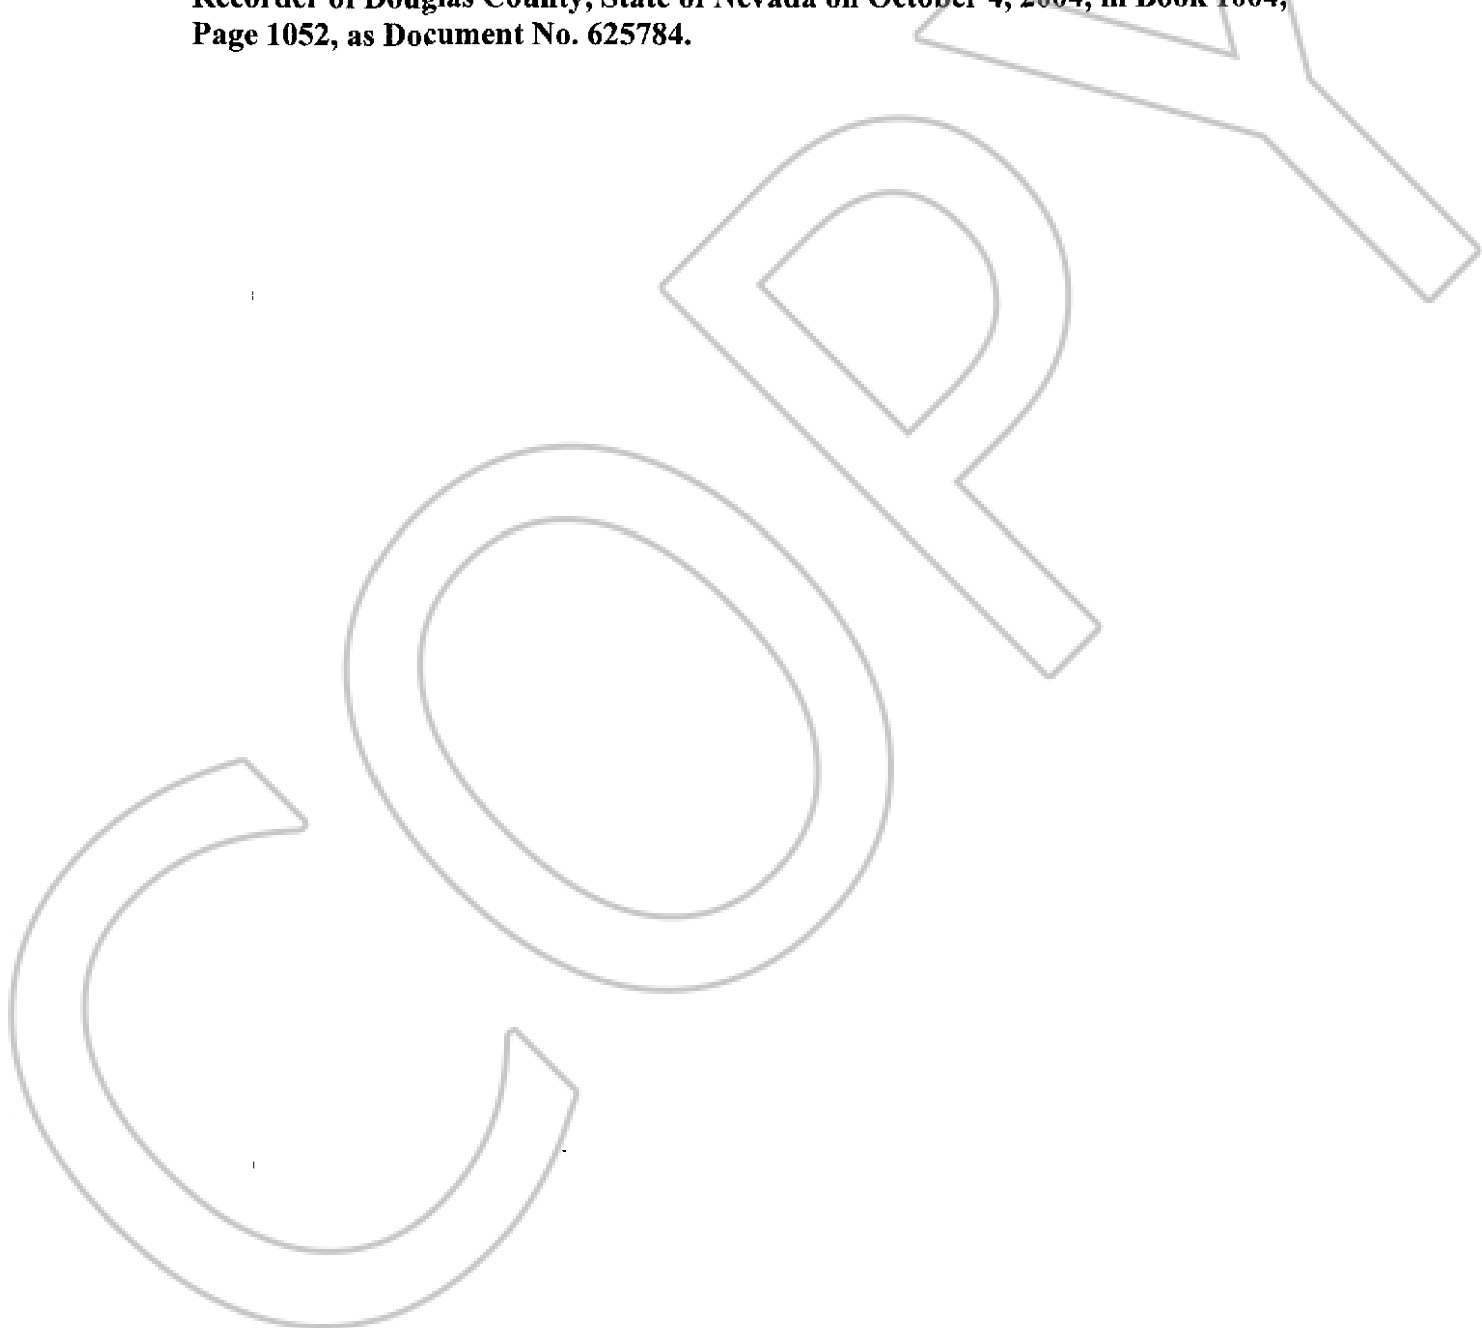 Recorder of Douglas County, State of Nevada on October 4, 2004, in Book 1004,
Page 1052, as Document No. 625784.
COPY